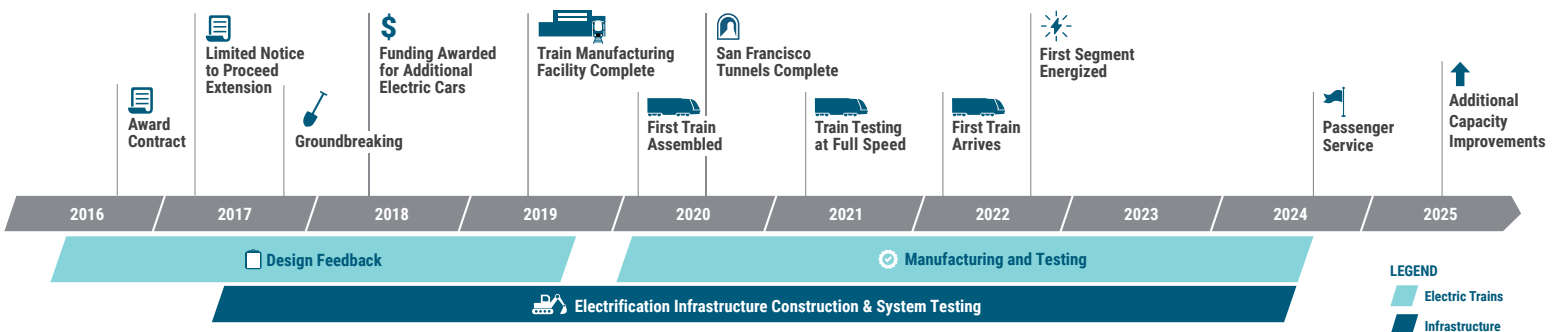 Limited Notice
to Proceed
Extension
$
Funding Awarded
for Additional
Electric Cars
Train Manufacturing
Facility Complete
San Francisco
Tunnels Complete
First Segment
Energized
Award
Contract
Groundbreaking
First Train
Assembled
Train Testing
at Full Speed
First Train
Arrives
Passenger
Service
Additional
Capacity
Improvements
2016
2017
2018
2019
2020
2021
2022
2023
2024
2025
Design Feedback
Manufacturing and Testing
Electrification Infrastructure Construction & System Testing
LEGEND
Electric Trains
Infrastructure